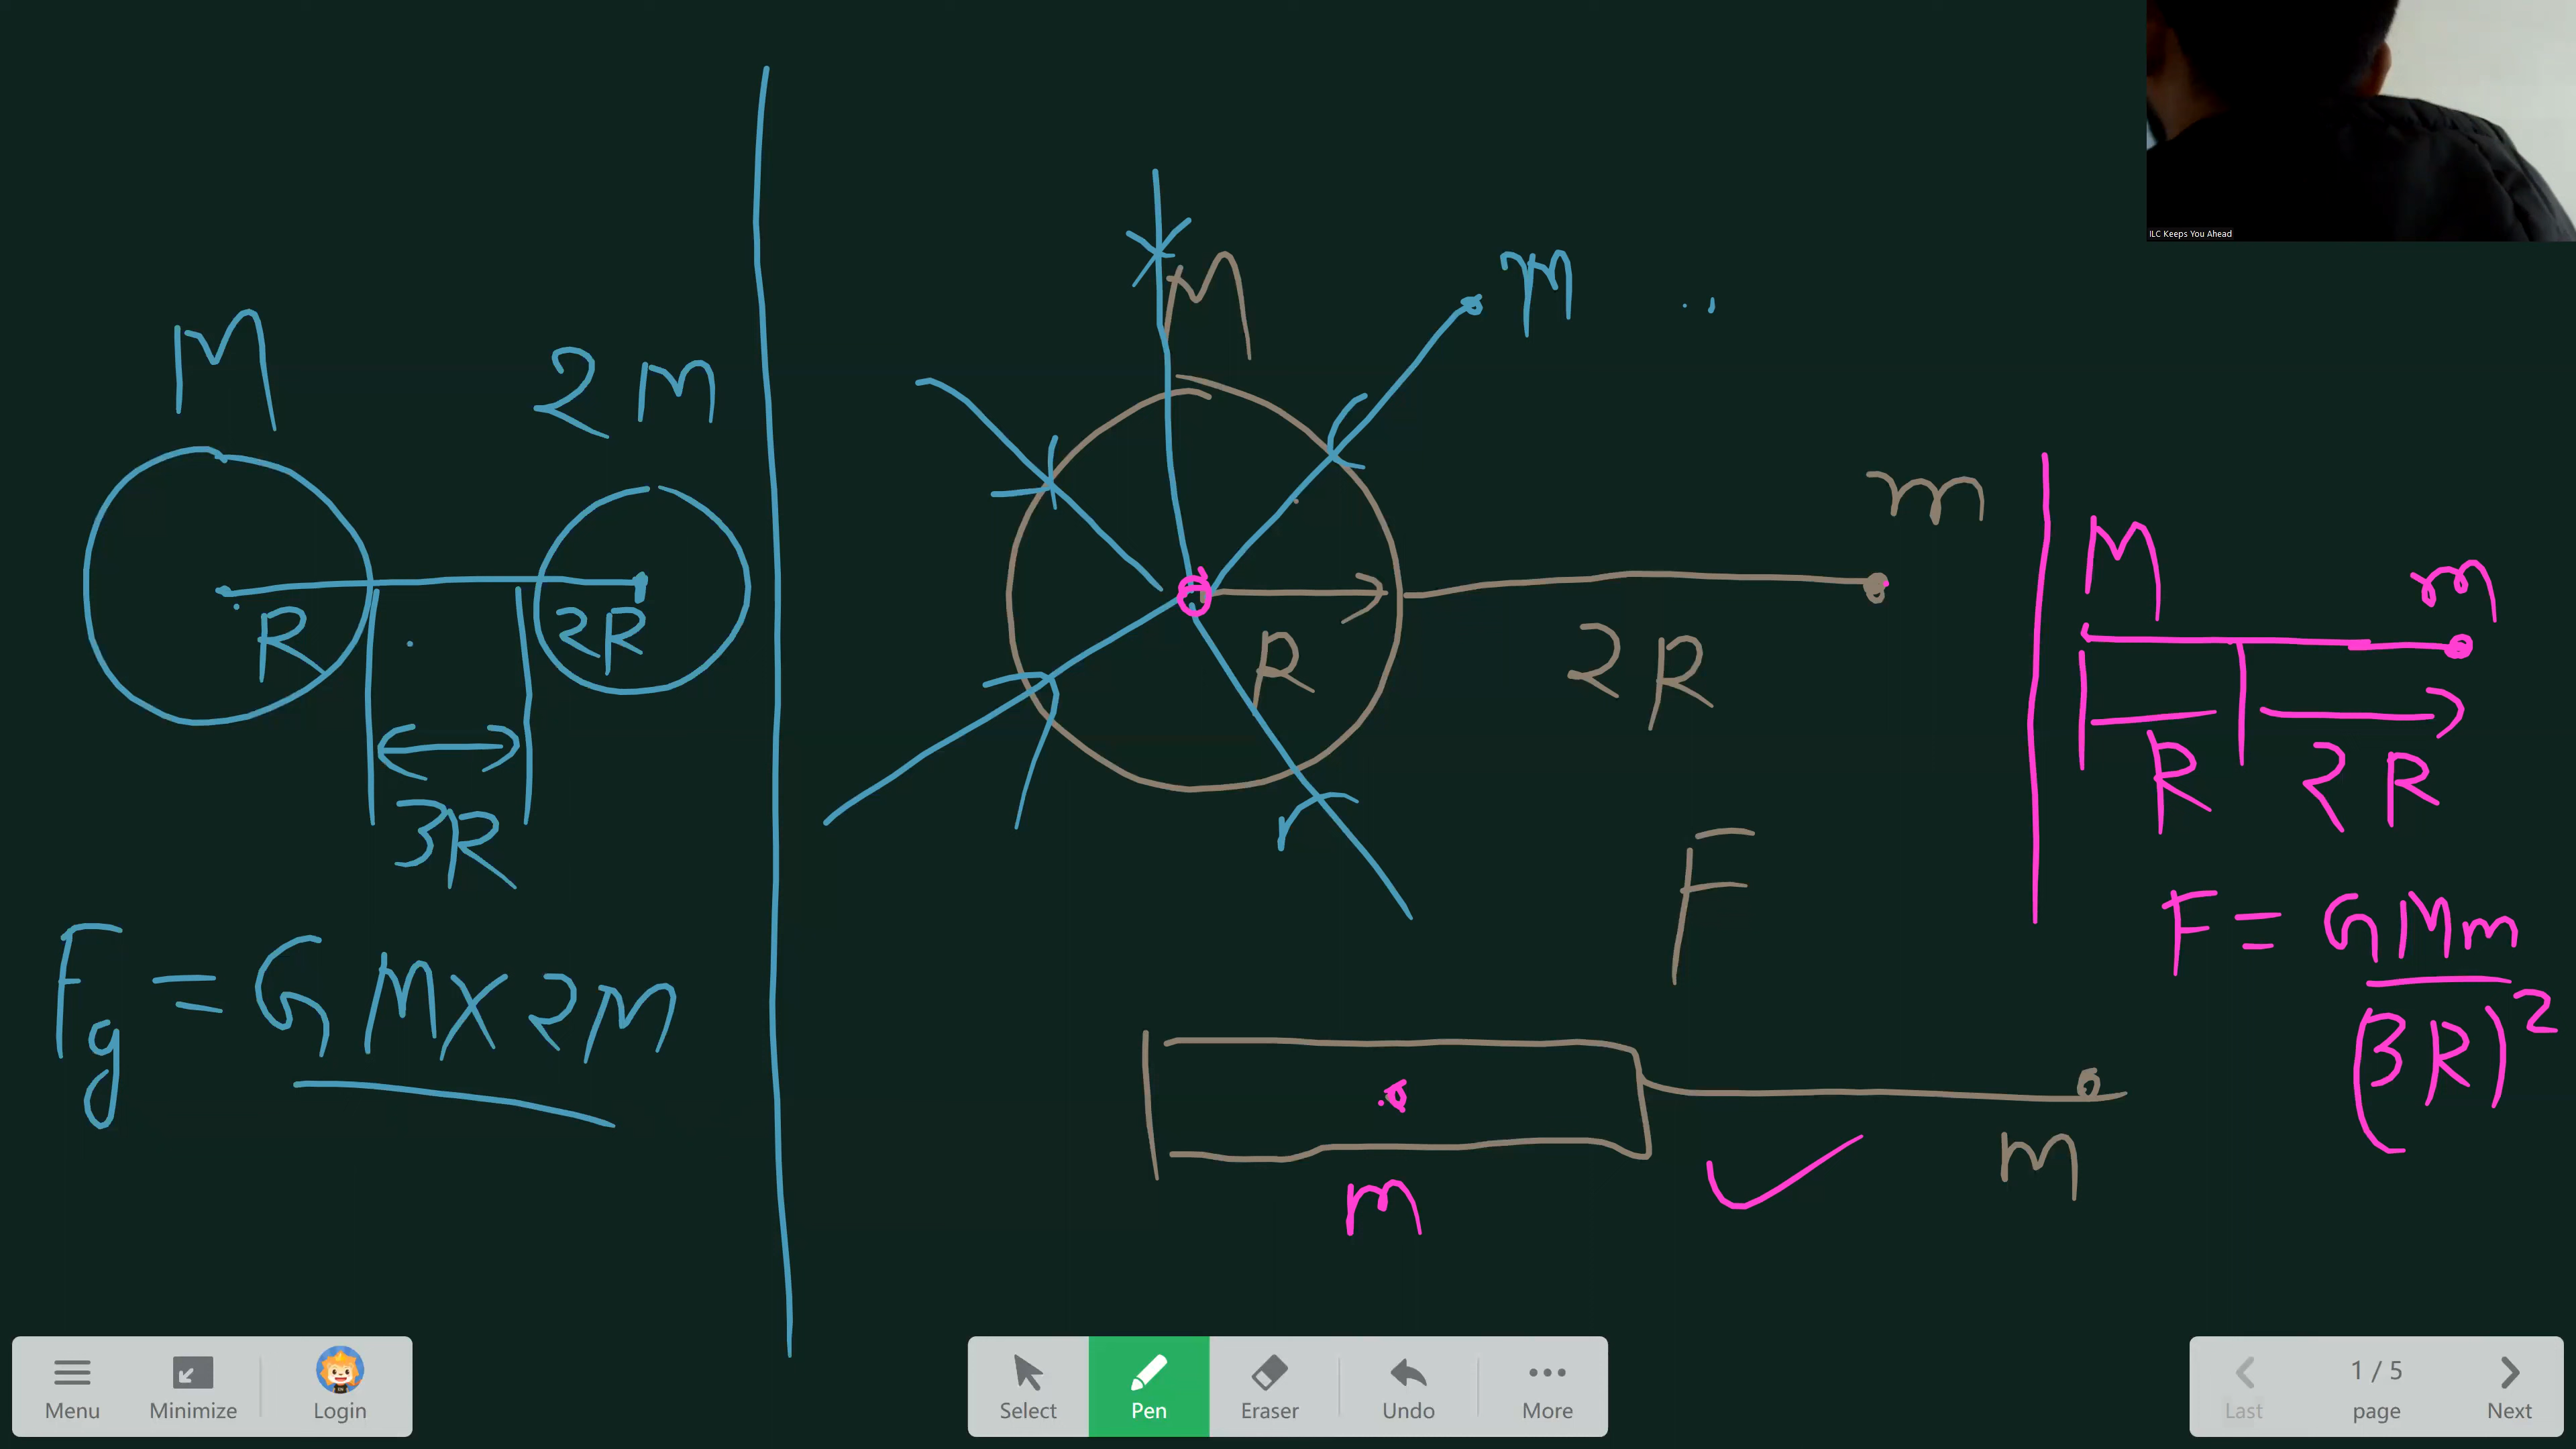 ILC Keeps You Ahead
M
2M
R
2R
3R
Fg = GM×2M
M
m
m
R
2R
F
m
m
M
m
R
2R
F = GMm
(3R)²
Menu
Minimize
Login
Select
Pen
Eraser
Undo
More
Last
1 / 5
page
Next